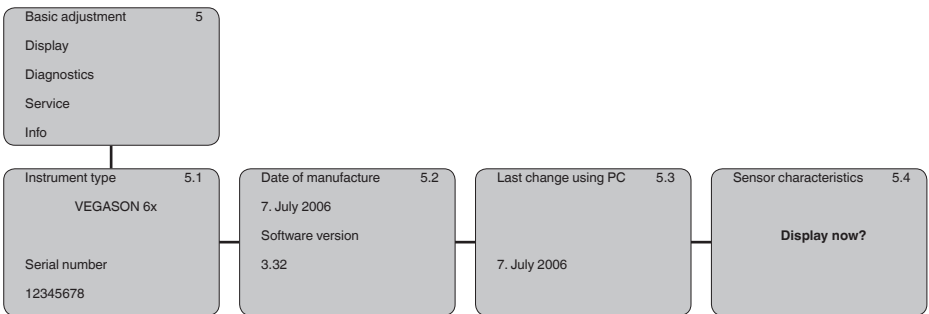 Basic adjustment 5
Display
Diagnostics
Service
Info
Instrument type 5.1
VEGASON 6x
Serial number
12345678
Date of manufacture 5.2
7. July 2006
Software version
3.32
Last change using PC 5.3
7. July 2006
Sensor characteristics 5.4
Display now?